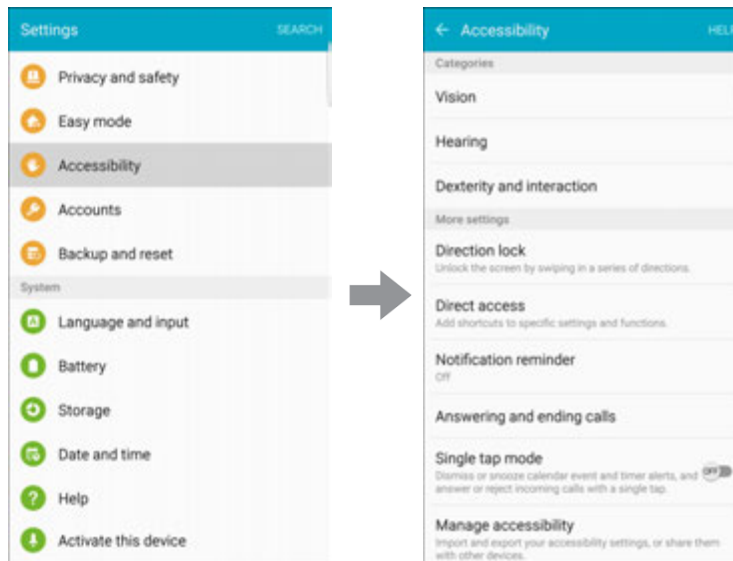 Settings
SEARCH
Privacy and safety
Easy mode
Accessibility
Accounts
Backup and reset
System
Language and input
Battery
Storage
Date and time
Help
Activate this device
Accessibility
HELP
Categories
Vision
Hearing
Dexterity and interaction
More settings
Direction lock
Unlock the screen by swiping in a series of directions.
Direct access
Add shortcuts to specific settings and functions.
Notification reminder
Off
Answering and ending calls
Single tap mode
Dismiss or snooze calendar event and timer alerts, and
answer or reject incoming calls with a single tap.
OFF
Manage accessibility
Import and export your accessibility settings, or share them
with other devices.